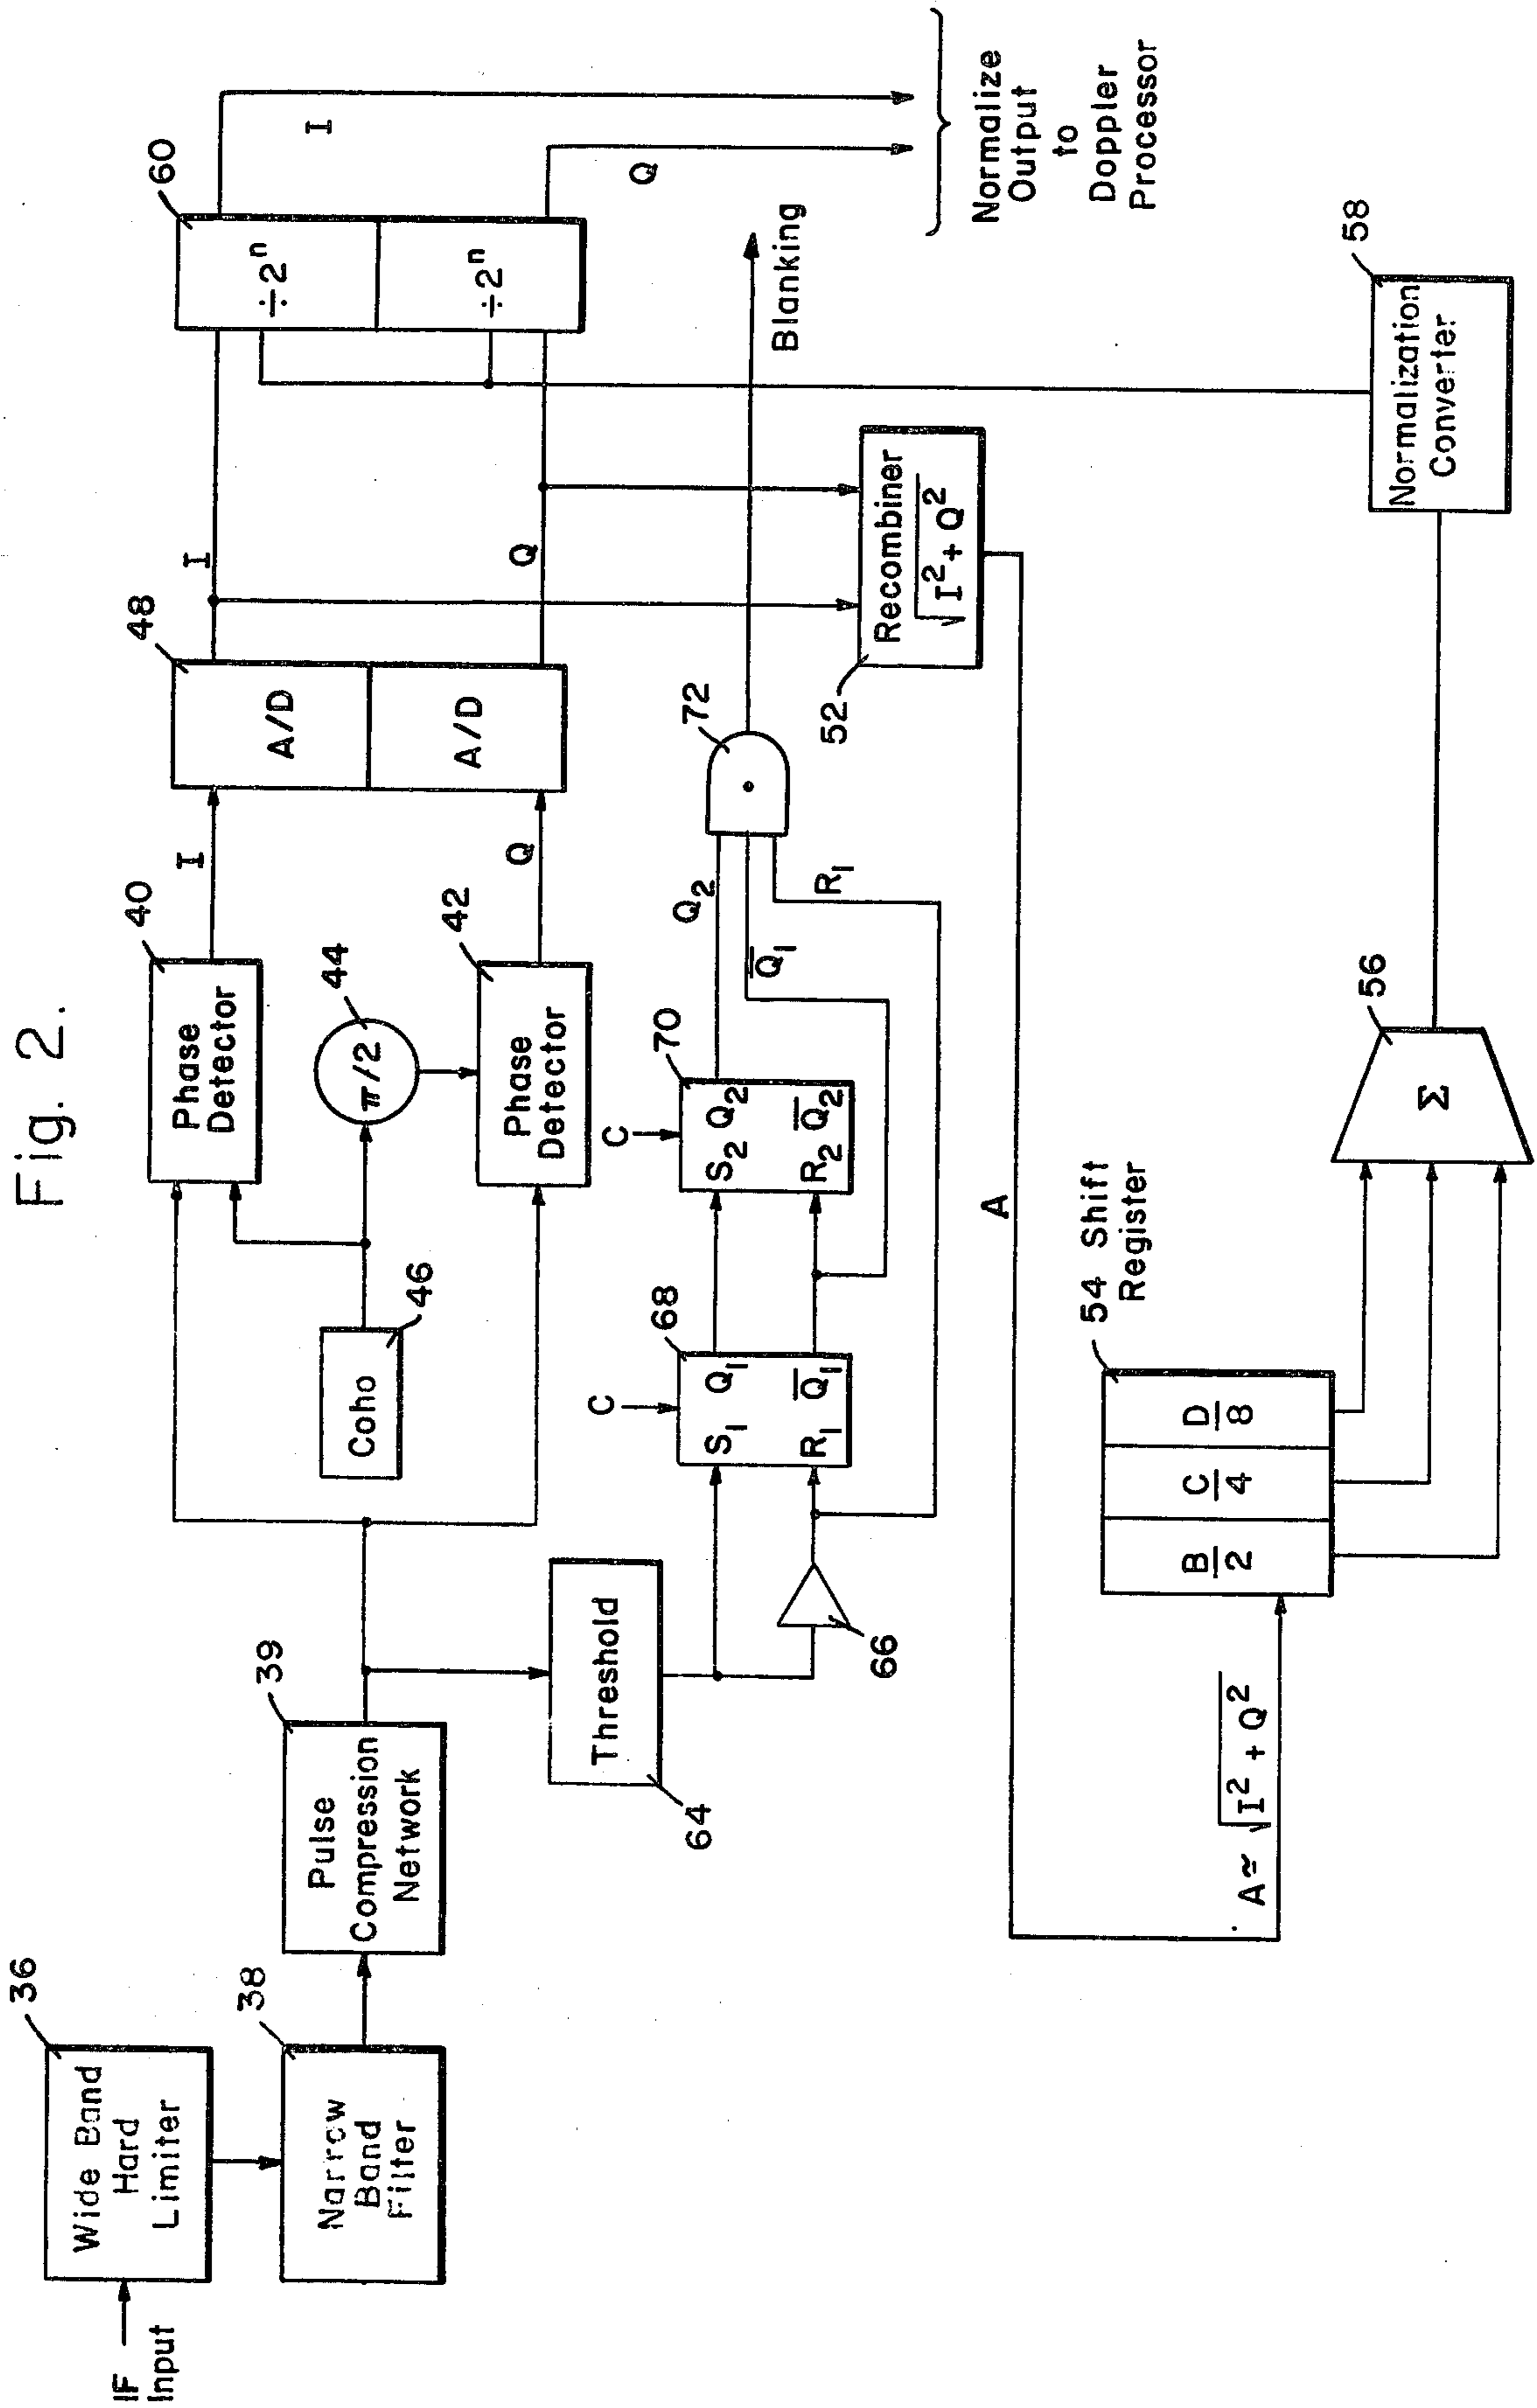 Fig. 2.
IF
Input
36
Wide Band
Hard
Limiter
38
Narrow
Band
Filter
39
Pulse
Compression
Network
40
Phase
Detector
I
44
π/2
46
Coho
42
Phase
Detector
Q
48
A/D
A/D
I
Q
60
÷2ⁿ
÷2ⁿ
I
Q
Normalize
Output
to
Doppler
Processor
64
Threshold
66
68
C
S₁ Q₁
R₁ Q̅₁
70
C
S₂ Q₂
R₂ Q̅₂
Q₂
Q̅₁
R₁
72
Blanking
52
Recombiner
√I² + Q²
A
A≃ √I² + Q²
54 Shift
Register
B/2 C/4 D/8
56
Σ
58
Normalization
Converter